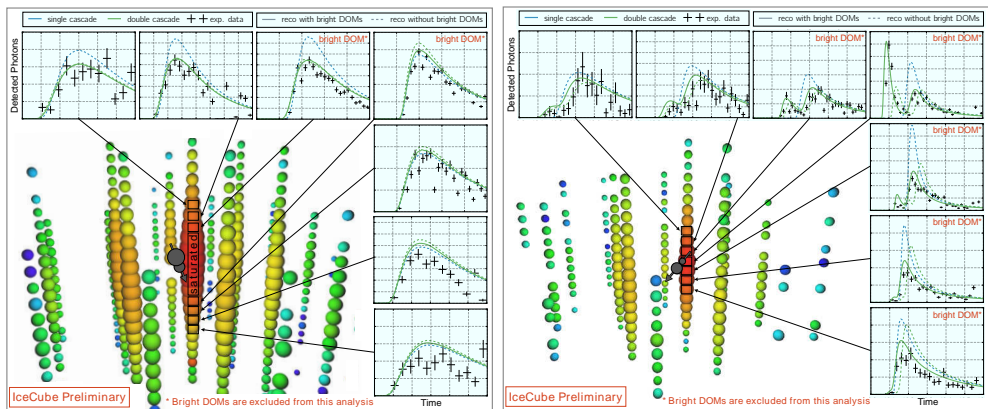 single cascade double cascade exp. data reco with bright DOMs reco without bright DOMs
Detected Photons
bright DOM*
bright DOM*
saturated
IceCube Preliminary
* Bright DOMs are excluded from this analysis
Time
single cascade double cascade exp. data reco with bright DOMs reco without bright DOMs
Detected Photons
bright DOM*
bright DOM*
bright DOM*
bright DOM*
bright DOM*
IceCube Preliminary
* Bright DOMs are excluded from this analysis
Time